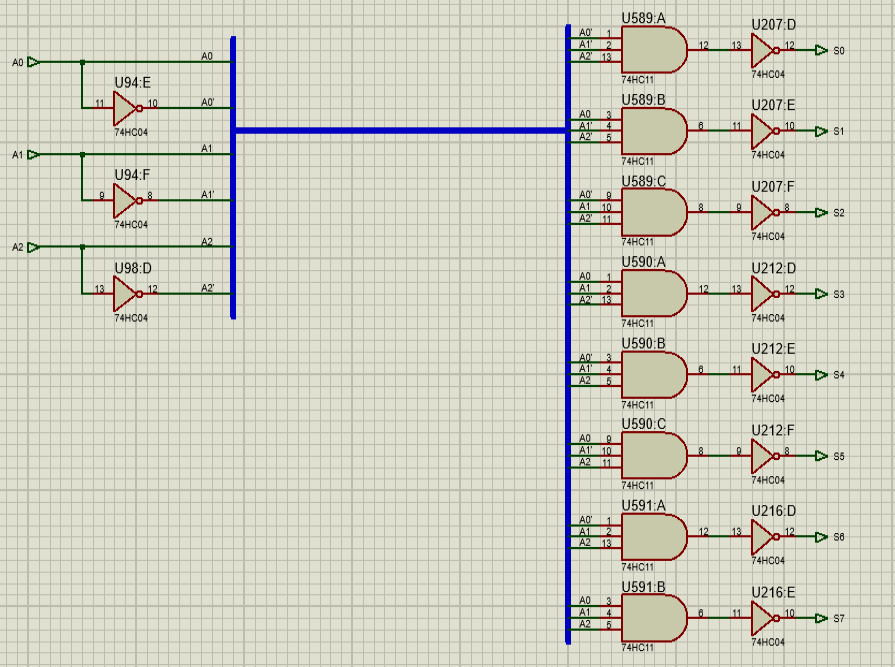 A0
A0
U94:E
11
10
A0'
74HC04
A1
A1
U94:F
9
8
A1'
74HC04
A2
A2
U98:D
13
12
A2'
74HC04
U589:A
A0' 1
A1' 2
A2' 13
12
74HC11
U207:D
13
12
S0
74HC04
U589:B
A0 3
A1' 4
A2' 5
6
74HC11
U207:E
11
10
S1
74HC04
U589:C
A0' 9
A1 10
A2' 11
8
74HC11
U207:F
9
8
S2
74HC04
U590:A
A0 1
A1 2
A2' 13
12
74HC11
U212:D
13
12
S3
74HC04
U590:B
A0' 3
A1' 4
A2 5
6
74HC11
U212:E
11
10
S4
74HC04
U590:C
A0 9
A1' 10
A2 11
8
74HC11
U212:F
9
8
S5
74HC04
U591:A
A0' 1
A1 2
A2 13
12
74HC11
U216:D
13
12
S6
74HC04
U591:B
A0 3
A1 4
A2 5
6
74HC11
U216:E
11
10
S7
74HC04